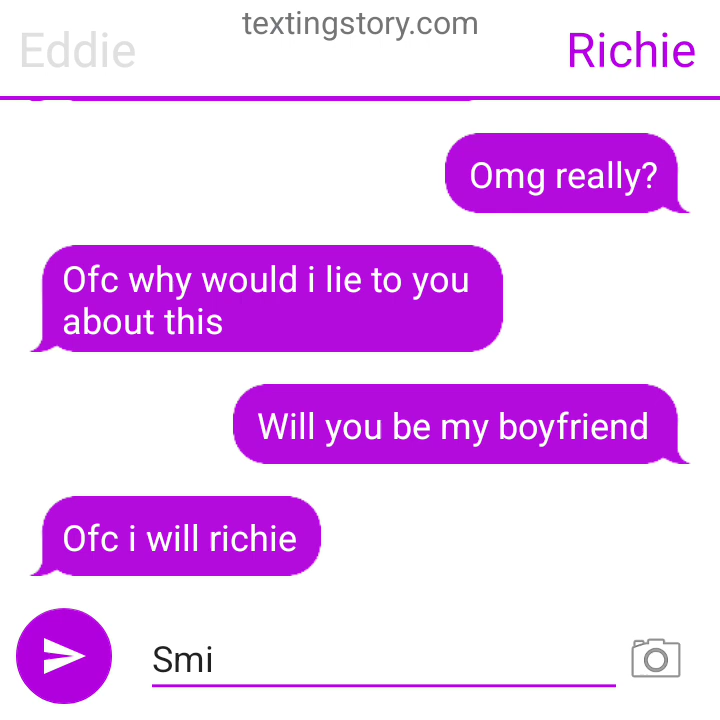 textingstory.com
Eddie
Richie
Omg really?
Ofc why would i lie to you
about this
Will you be my boyfriend
Ofc i will richie
Smi